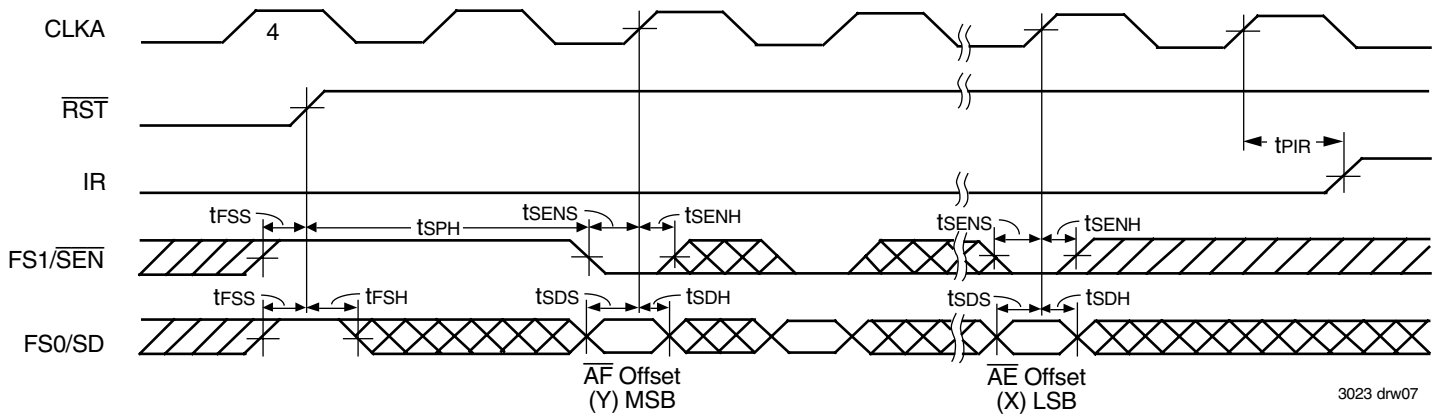 CLKA
4
RST
tPIR
IR
tFSS
tSPH
tSENS
tSENH
tSENS
tSENH
FS1/SEN
tFSS
tFSH
tSDS
tSDH
tSDS
tSDH
FS0/SD
AF Offset
(Y) MSB
AE Offset
(X) LSB
3023 drw07